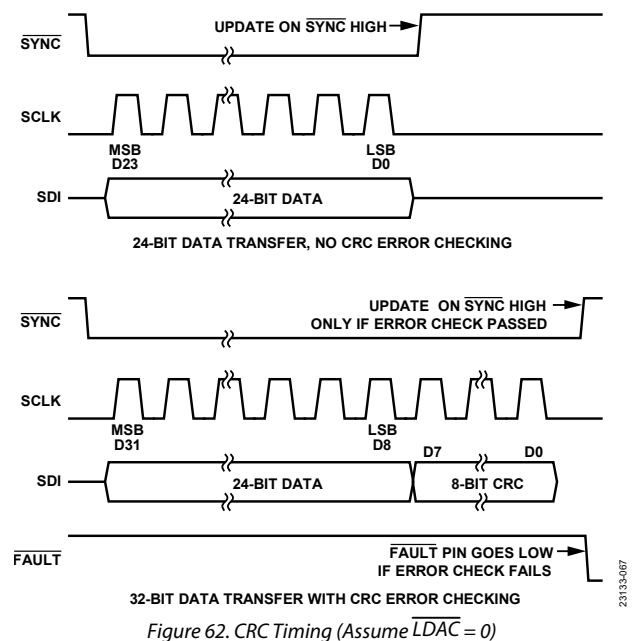 UPDATE ON SYNC HIGH
SYNC
SCLK
MSB
D23
LSB
D0
SDI
24-BIT DATA
24-BIT DATA TRANSFER, NO CRC ERROR CHECKING
UPDATE ON SYNC HIGH
ONLY IF ERROR CHECK PASSED
SYNC
SCLK
MSB
D31
LSB
D8
D7
D0
SDI
24-BIT DATA
8-BIT CRC
FAULT
FAULT PIN GOES LOW
IF ERROR CHECK FAILS
32-BIT DATA TRANSFER WITH CRC ERROR CHECKING
23133-067
Figure 62. CRC Timing (Assume LDAC = 0)